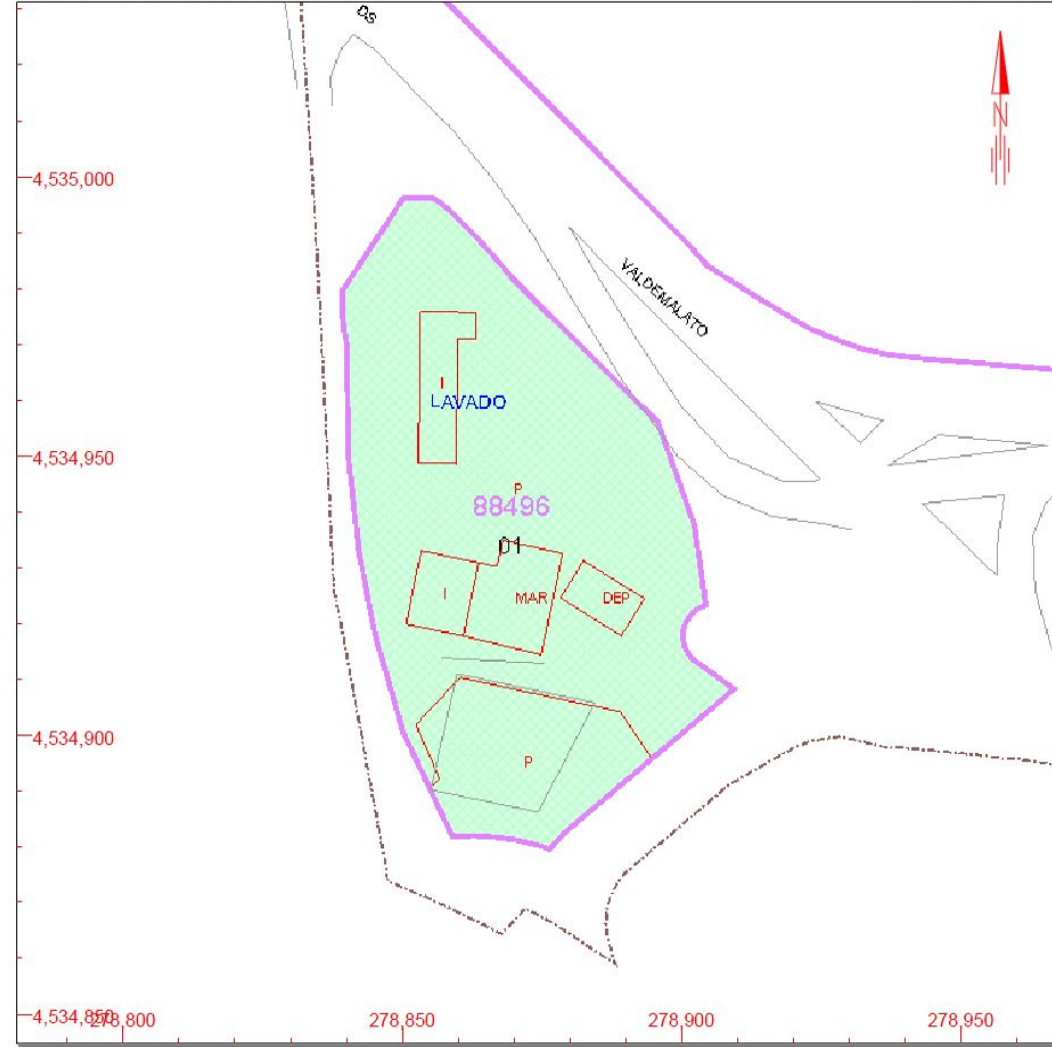 OS
N
4,535,000
VALDEMALATO
I
LAVADO
4,534,950
P
88496
01
I
MAR
DEP
4,534,900
P
4,534,850
278,800
278,850
278,900
278,950